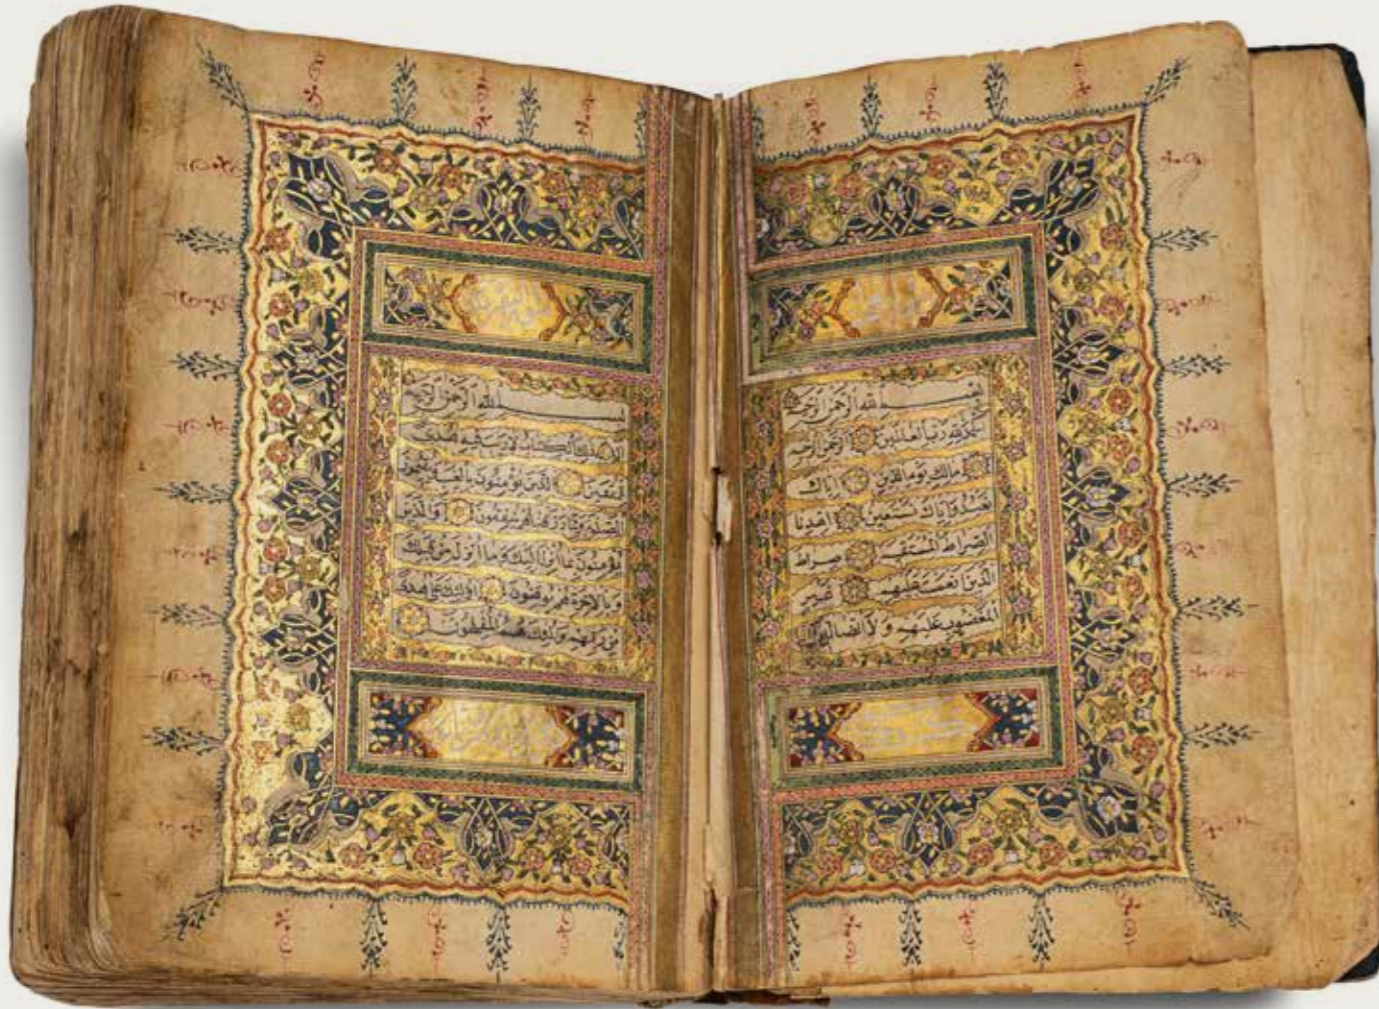 بسم الله الرحمن الرحيم
الحمد لله رب العالمين الرحمن الرحيم
مالك يوم الدين اياك
نعبد واياك نستعين اهدنا
الصراط المستقيم صراط
الذين انعمت عليهم غير
المغضوب عليهم ولا الضالين
بسم الله الرحمن الرحيم
الم ذلك الكتاب لا ريب فيه هدى
للمتقين الذين يؤمنون بالغيب ويقيمون
الصلوة ومما رزقناهم ينفقون والذين
يؤمنون بما انزل اليك وما انزل من قبلك
وبالاخرة هم يوقنون اولئك على هدى
من ربهم واولئك هم المفلحون